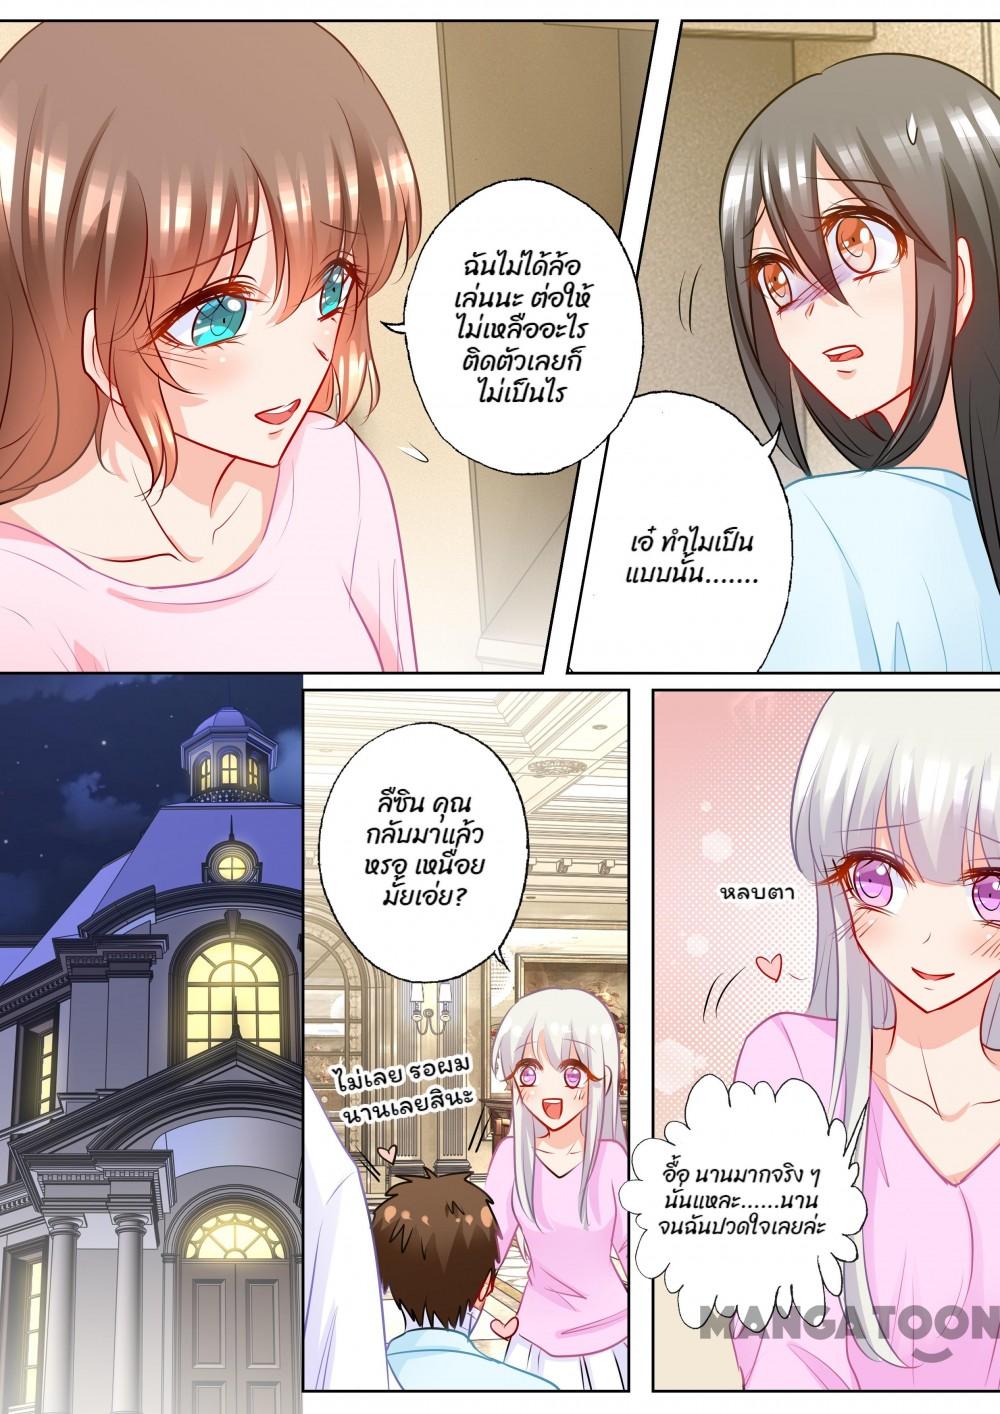 ฉันไม่ได้ล้อ
เล่นนะ ต่อให้
ไม่เหลืออะไร
ติดตัวเลยก็
ไม่เป็นไร
เอ๋ ทำไมเป็น
แบบนั้น.......
ลีซิน คุณ
กลับมาแล้ว
หรอ เหนื่อย
มั้ยเอ่ย?
ไม่เลย รอผม
นานเลยสินะ
หลบตา
อื้อ นานมากจริง ๆ
นั่นแหละ......นาน
จนฉันปวดใจเลยล่ะ
MANGATOON